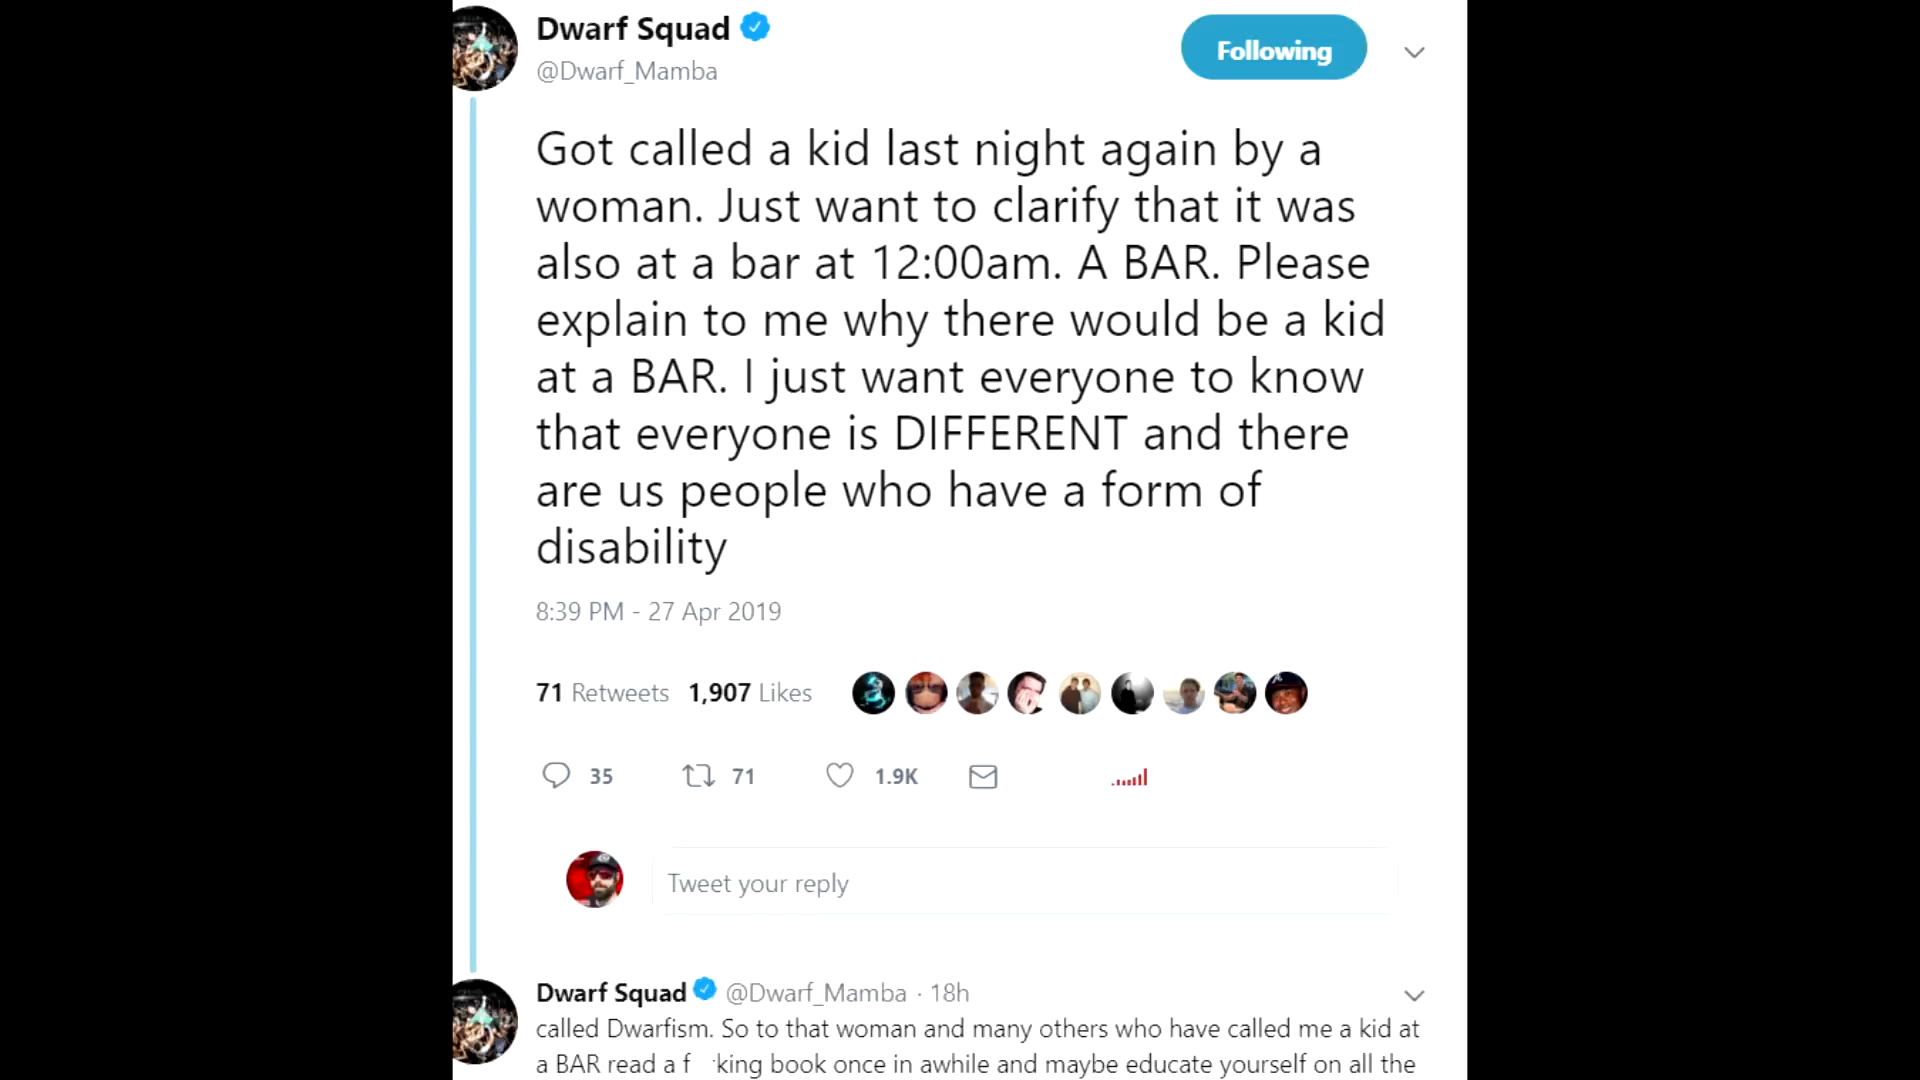 Dwarf Squad
Following
@Dwarf_Mamba
Got called a kid last night again by a
woman. Just want to clarify that it was
also at a bar at 12:00am. A BAR. Please
explain to me why there would be a kid
at a BAR. I just want everyone to know
that everyone is DIFFERENT and there
are us people who have a form of
disability
8:39 PM - 27 Apr 2019
71 Retweets 1,907 Likes
35 71 1.9K
Tweet your reply
Dwarf Squad @Dwarf_Mamba · 18h
called Dwarfism. So to that woman and many others who have called me a kid at
a BAR read a f king book once in awhile and maybe educate yourself on all the